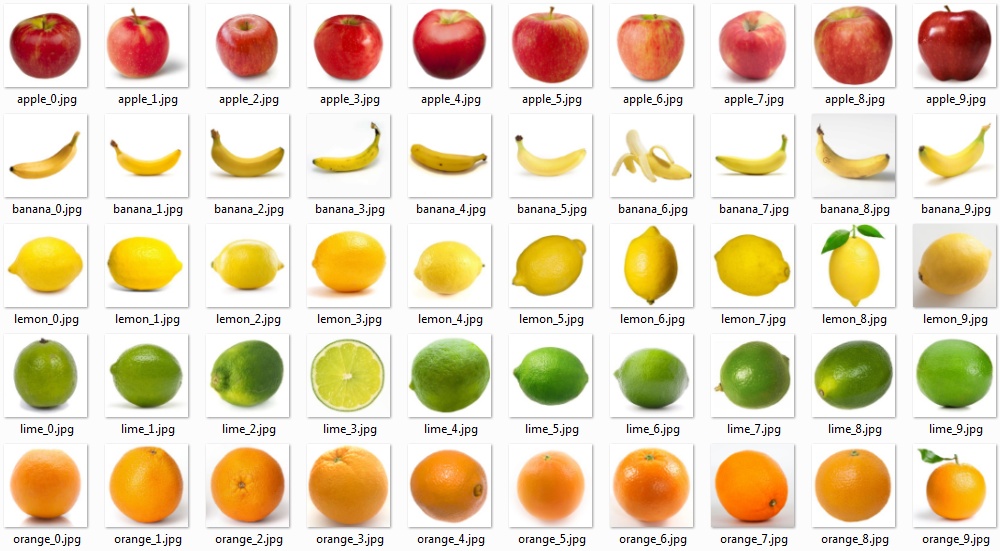 apple_0.jpg apple_1.jpg apple_2.jpg apple_3.jpg apple_4.jpg apple_5.jpg apple_6.jpg apple_7.jpg apple_8.jpg apple_9.jpg
banana_0.jpg banana_1.jpg banana_2.jpg banana_3.jpg banana_4.jpg banana_5.jpg banana_6.jpg banana_7.jpg banana_8.jpg banana_9.jpg
lemon_0.jpg lemon_1.jpg lemon_2.jpg lemon_3.jpg lemon_4.jpg lemon_5.jpg lemon_6.jpg lemon_7.jpg lemon_8.jpg lemon_9.jpg
lime_0.jpg lime_1.jpg lime_2.jpg lime_3.jpg lime_4.jpg lime_5.jpg lime_6.jpg lime_7.jpg lime_8.jpg lime_9.jpg
orange_0.jpg orange_1.jpg orange_2.jpg orange_3.jpg orange_4.jpg orange_5.jpg orange_6.jpg orange_7.jpg orange_8.jpg orange_9.jpg